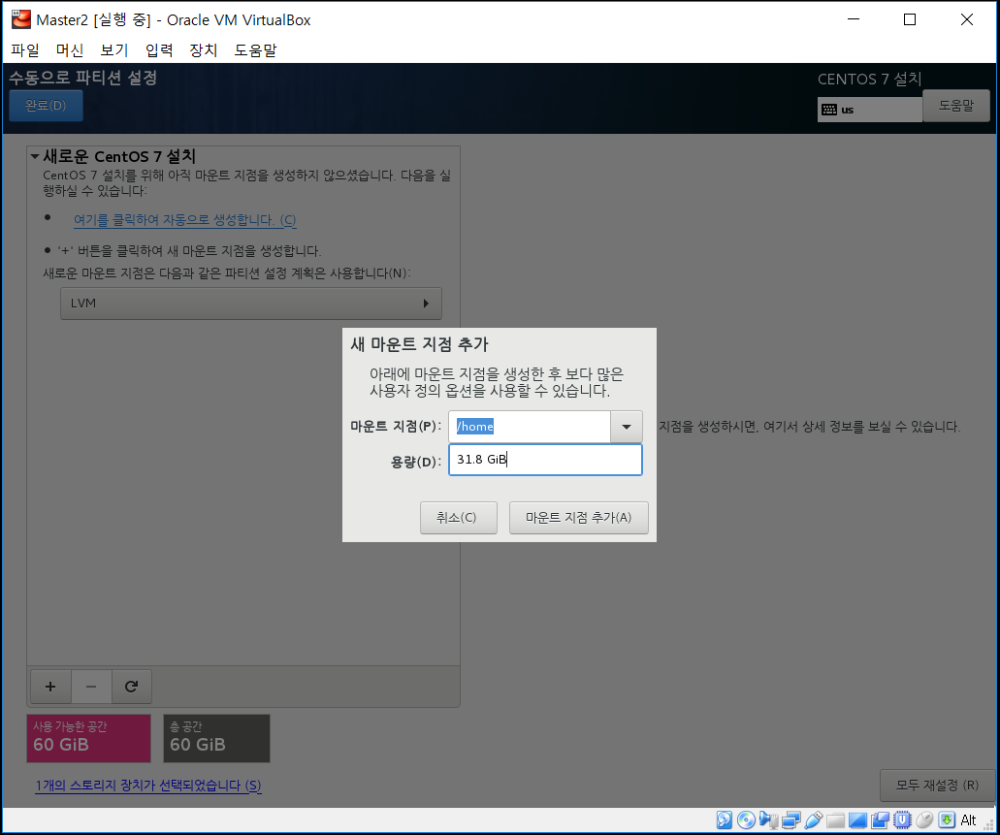 Master2 [실행 중] - Oracle VM VirtualBox
파일 머신 보기 입력 장치 도움말
수동으로 파티션 설정
CENTOS 7 설치
완료(D)
us
도움말
새로운 CentOS 7 설치
CentOS 7 설치를 위해 아직 마운트 지점을 생성하지 않으셨습니다. 다음을 실
행하실 수 있습니다:
• 여기를 클릭하여 자동으로 생성합니다. (C)
• '+' 버튼을 클릭하여 새 마운트 지점을 생성합니다.
새로운 마운트 지점은 다음과 같은 파티션 설정 계획은 사용합니다(N):
LVM
새 마운트 지점 추가
아래에 마운트 지점을 생성한 후 보다 많은
사용자 정의 옵션을 사용할 수 있습니다.
마운트 지점(P): /home
용량(D): 31.8 GiB
취소(C) 마운트 지점 추가(A)
지점을 생성하시면, 여기서 상세 정보를 보실 수 있습니다.
+ −
사용 가능한 공간
60 GiB
총 공간
60 GiB
1개의 스토리지 장치가 선택되었습니다 (S)
모두 재설정 (R)
Alt